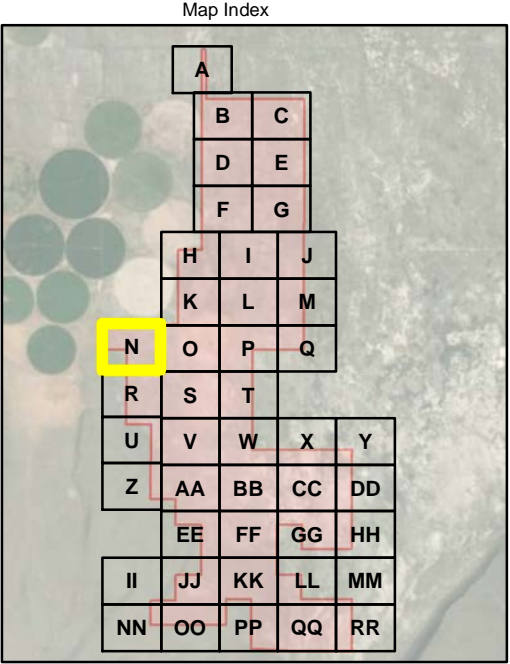 Map Index
A
B C
D E
F G
H I J
K L M
N O P Q
R S T
U V W X Y
Z AA BB CC DD
EE FF GG HH
II JJ KK LL MM
NN OO PP QQ RR